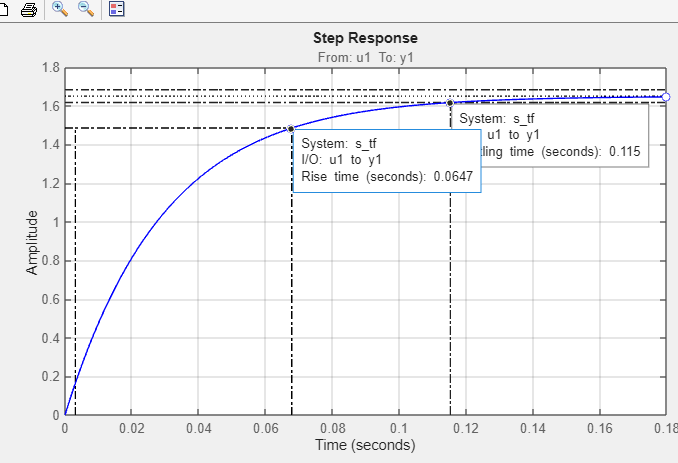 Step Response
From: u1 To: y1
1.8
1.6
1.4
1.2
1
0.8
0.6
0.4
0.2
0
Amplitude
System: s_tf
I/O: u1 to y1
Rise time (seconds): 0.0647
System: s_tf
u1 to y1
time (seconds): 0.115
0
0.02
0.04
0.06
0.08
0.1
0.12
0.14
0.16
0.18
Time (seconds)